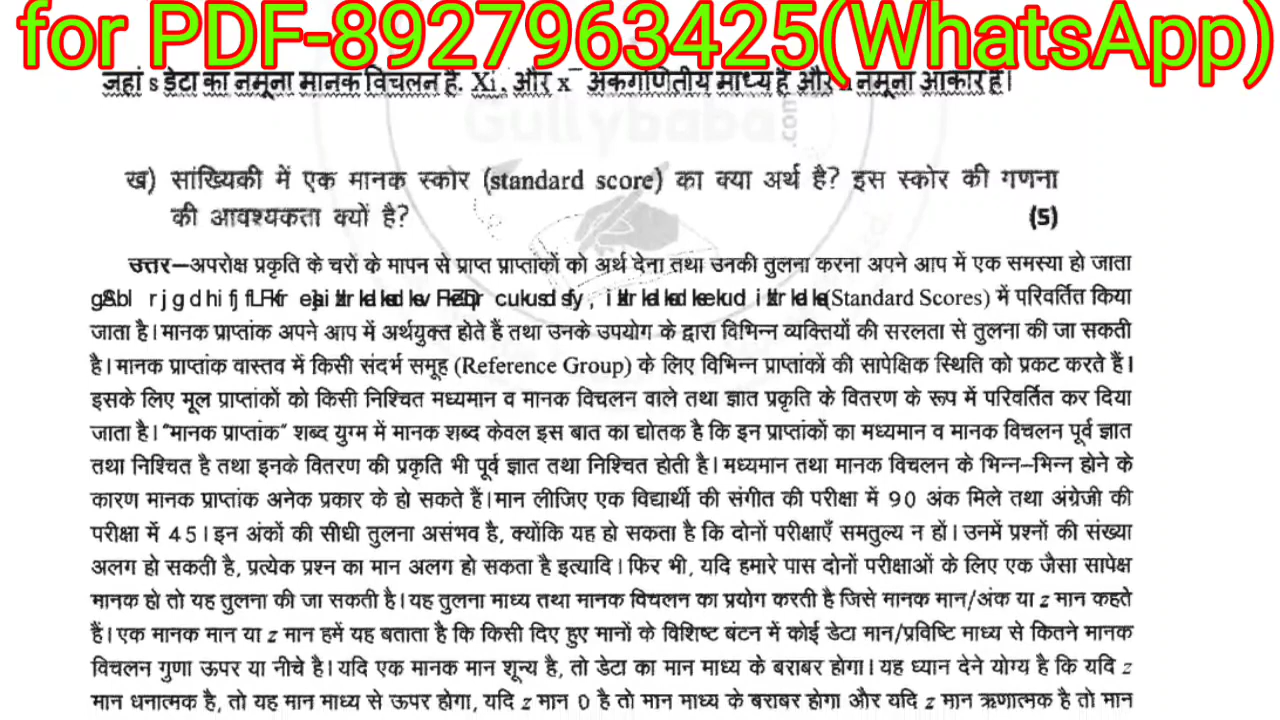 for PDF-8927963425(WhatsApp)
जहां s डेटा का नमूना मानक विचलन है. Xi, और x¯ अंकगणितीय माध्य है और नमूना आकार है।
Gullybaba.com
ख) सांख्यिकी में एक मानक स्कोर (standard score) का क्या अर्थ है? इस स्कोर की गणना
की आवश्यकता क्यों है? (5)
उत्तर–अपरोक्ष प्रकृति के चरों के मापन से प्राप्त प्राप्तांकों को अर्थ देना तथा उनकी तुलना करना अपने आप में एक समस्या हो जाता
(Standard Scores) में परिवर्तित किया
जाता है। मानक प्राप्तांक अपने आप में अर्थयुक्त होते हैं तथा उनके उपयोग के द्वारा विभिन्न व्यक्तियों की सरलता से तुलना की जा सकती
है। मानक प्राप्तांक वास्तव में किसी संदर्भ समूह (Reference Group) के लिए विभिन्न प्राप्तांकों की सापेक्षिक स्थिति को प्रकट करते हैं।
इसके लिए मूल प्राप्तांकों को किसी निश्चित मध्यमान व मानक विचलन वाले तथा ज्ञात प्रकृति के वितरण के रूप में परिवर्तित कर दिया
जाता है। "मानक प्राप्तांक" शब्द युग्म में मानक शब्द केवल इस बात का द्योतक है कि इन प्राप्तांकों का मध्यमान व मानक विचलन पूर्व ज्ञात
तथा निश्चित है तथा इनके वितरण की प्रकृति भी पूर्व ज्ञात तथा निश्चित होती है। मध्यमान तथा मानक विचलन के भिन्न–भिन्न होने के
कारण मानक प्राप्तांक अनेक प्रकार के हो सकते हैं। मान लीजिए एक विद्यार्थी की संगीत की परीक्षा में 90 अंक मिले तथा अंग्रेजी की
परीक्षा में 45। इन अंकों की सीधी तुलना असंभव है, क्योंकि यह हो सकता है कि दोनों परीक्षाएँ समतुल्य न हों। उनमें प्रश्नों की संख्या
अलग हो सकती है, प्रत्येक प्रश्न का मान अलग हो सकता है इत्यादि। फिर भी, यदि हमारे पास दोनों परीक्षाओं के लिए एक जैसा सापेक्ष
मानक हो तो यह तुलना की जा सकती है। यह तुलना माध्य तथा मानक विचलन का प्रयोग करती है जिसे मानक मान/अंक या z मान कहते
हैं। एक मानक मान या z मान हमें यह बताता है कि किसी दिए हुए मानों के विशिष्ट बंटन में कोई डेटा मान/प्रविष्टि माध्य से कितने मानक
विचलन गुणा ऊपर या नीचे है। यदि एक मानक मान शून्य है, तो डेटा का मान माध्य के बराबर होगा। यह ध्यान देने योग्य है कि यदि z
मान धनात्मक है, तो यह मान माध्य से ऊपर होगा, यदि z मान 0 है तो मान माध्य के बराबर होगा और यदि z मान ऋणात्मक है तो मान